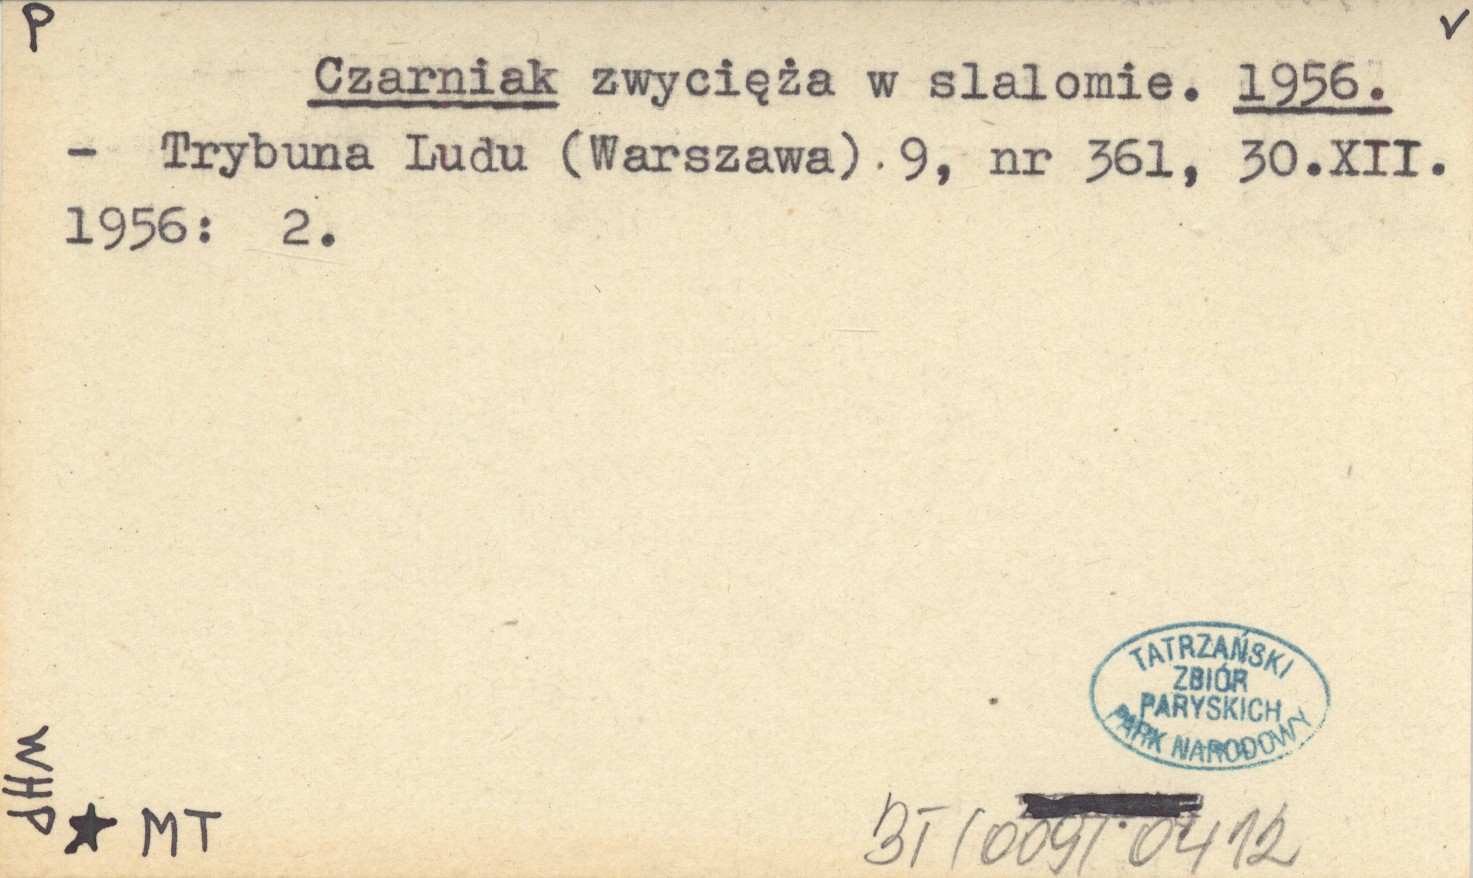 P
v
Czarniak zwycięża w slalomie. 1956.
- Trybuna Ludu (Warszawa). 9, nr 361, 30.XII.
1956: 2.
TATRZAŃSKI
ZBIÓR
PARYSKICH
PARK NARODOWY
WHP
★ MT
BT/009/0412